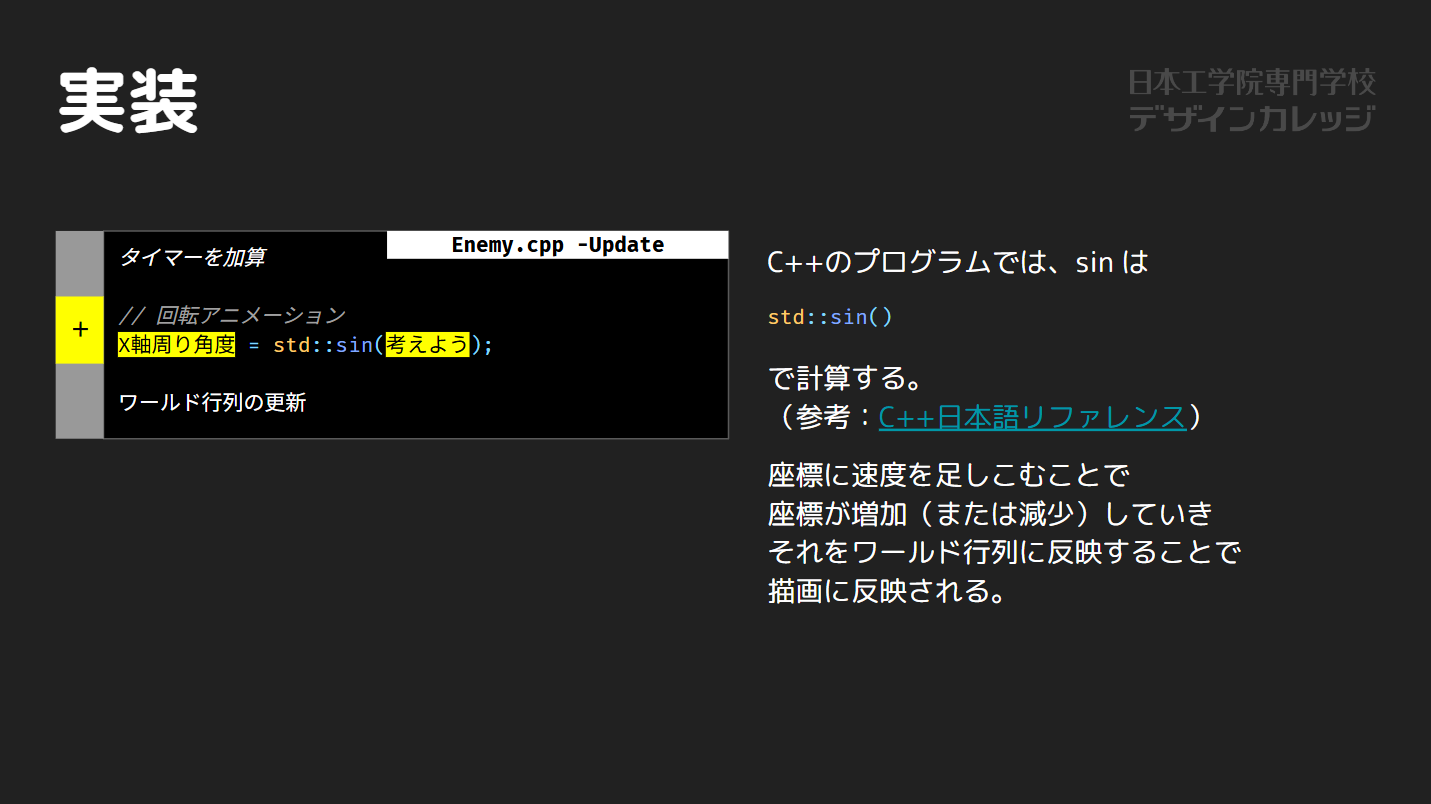 実装
日本工学院専門学校
デザインカレッジ
Enemy.cpp -Update
タイマーを加算
+
// 回転アニメーション
X軸周り角度 = std::sin(考えよう);
ワールド行列の更新
C++のプログラムでは、sin は
std::sin()
で計算する。
（参考：C++日本語リファレンス）
座標に速度を足しこむことで
座標が増加（または減少）していき
それをワールド行列に反映することで
描画に反映される。